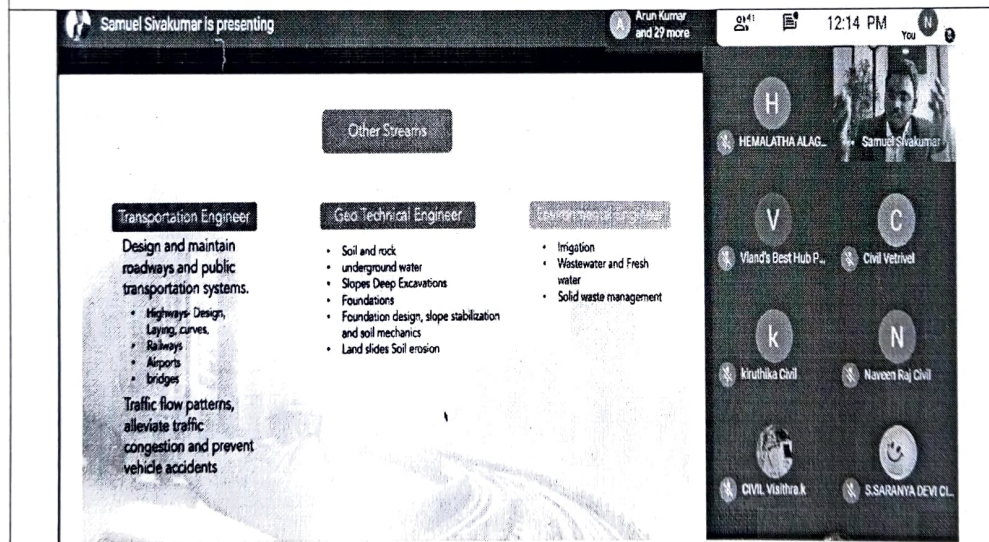 Samuel Sivakumar is presenting
A
Arun Kumar
and 29 more
41
12:14 PM
You
N
Other Streams
Transportation Engineer
Design and maintain
roadways and public
transportation systems.
• Highways- Design,
Laying, curves,
• Railways
• Airports
• bridges
Traffic flow patterns,
alleviate traffic
congestion and prevent
vehicle accidents
Geo Technical Engineer
• Soil and rock
• underground water
• Slopes Deep Excavations
• Foundations
• Foundation design, slope stabilization
and soil mechanics
• Land slides Soil erosion
Environmental Engineer
• Irrigation
• Wastewater and Fresh
water
• Solid waste management
H
HEMALATHA ALAG...
Samuel Sivakumar
V
Vland's Best Hub P...
C
Civil Vetrivel
k
kiruthika Civil
N
Naveen Raj Civil
CIVIL Visithra.k
S.SARANYA DEVI CI...